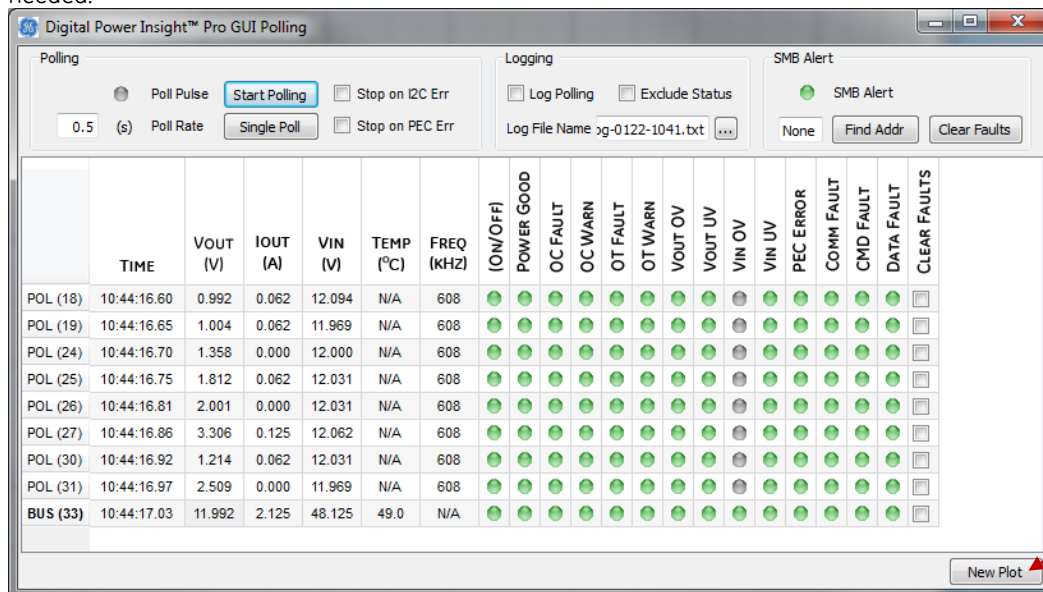 needed.
Digital Power Insight™ Pro GUI Polling
Polling
Logging
SMB Alert
Poll Pulse Start Polling Stop on I2C Err
Log Polling Exclude Status
SMB Alert
0.5 (s) Poll Rate Single Poll Stop on PEC Err
Log File Name og-0122-1041.txt ...
None Find Addr Clear Faults
TIME VOUT (V) IOUT (A) VIN (V) TEMP (°C) FREQ (KHZ) (ON/OFF) POWER GOOD OC FAULT OC WARN OT FAULT OT WARN VOUT OV VOUT UV VIN OV VIN UV PEC ERROR COMM FAULT CMD FAULT DATA FAULT CLEAR FAULTS
POL (18) 10:44:16.60 0.992 0.062 12.094 N/A 608
POL (19) 10:44:16.65 1.004 0.062 11.969 N/A 608
POL (24) 10:44:16.70 1.358 0.000 12.000 N/A 608
POL (25) 10:44:16.75 1.812 0.062 12.031 N/A 608
POL (26) 10:44:16.81 2.001 0.000 12.031 N/A 608
POL (27) 10:44:16.86 3.306 0.125 12.062 N/A 608
POL (30) 10:44:16.92 1.214 0.062 12.031 N/A 608
POL (31) 10:44:16.97 2.509 0.000 11.969 N/A 608
BUS (33) 10:44:17.03 11.992 2.125 48.125 49.0 N/A
New Plot